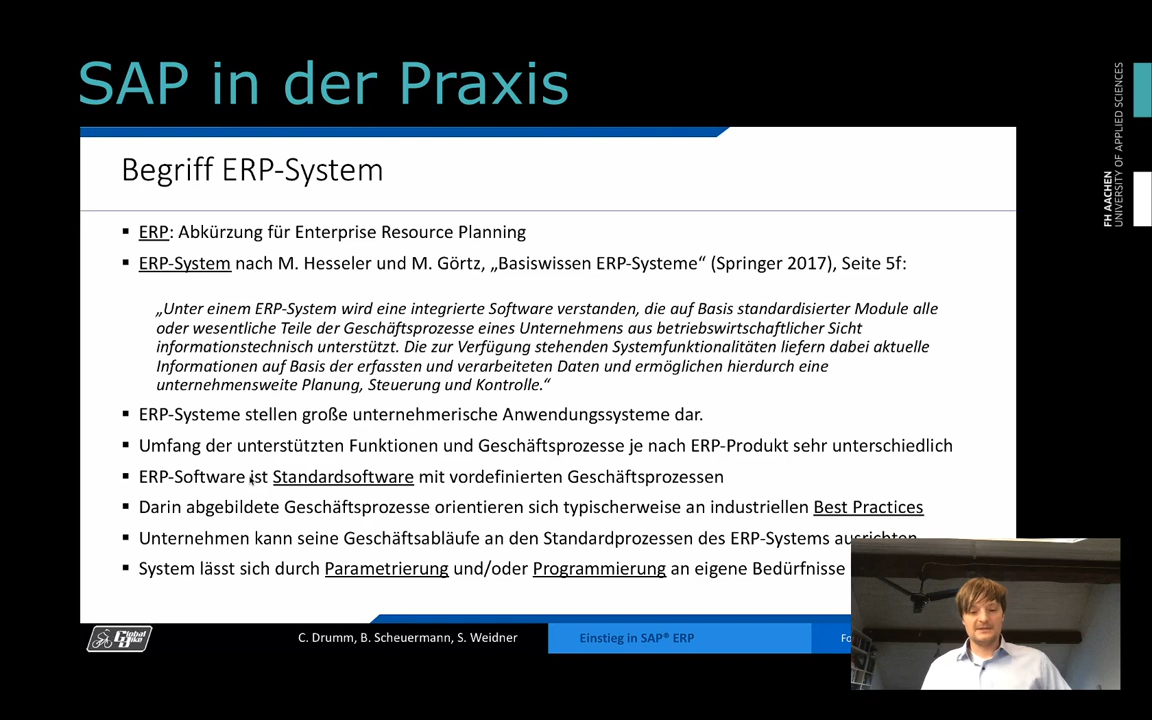 SAP in der Praxis
FH AACHEN
UNIVERSITY OF APPLIED SCIENCES
Begriff ERP-System
▪ ERP: Abkürzung für Enterprise Resource Planning
▪ ERP-System nach M. Hesseler und M. Görtz, „Basiswissen ERP-Systeme“ (Springer 2017), Seite 5f:
„Unter einem ERP-System wird eine integrierte Software verstanden, die auf Basis standardisierter Module alle
oder wesentliche Teile der Geschäftsprozesse eines Unternehmens aus betriebswirtschaftlicher Sicht
informationstechnisch unterstützt. Die zur Verfügung stehenden Systemfunktionalitäten liefern dabei aktuelle
Informationen auf Basis der erfassten und verarbeiteten Daten und ermöglichen hierdurch eine
unternehmensweite Planung, Steuerung und Kontrolle.“
▪ ERP-Systeme stellen große unternehmerische Anwendungssysteme dar.
▪ Umfang der unterstützten Funktionen und Geschäftsprozesse je nach ERP-Produkt sehr unterschiedlich
▪ ERP-Software ist Standardsoftware mit vordefinierten Geschäftsprozessen
▪ Darin abgebildete Geschäftsprozesse orientieren sich typischerweise an industriellen Best Practices
▪ Unternehmen kann seine Geschäftsabläufe an den Standardprozessen des ERP-Systems ausrichten
▪ System lässt sich durch Parametrierung und/oder Programmierung an eigene Bedürfnisse
Global Bike
C. Drumm, B. Scheuermann, S. Weidner
Einstieg in SAP® ERP